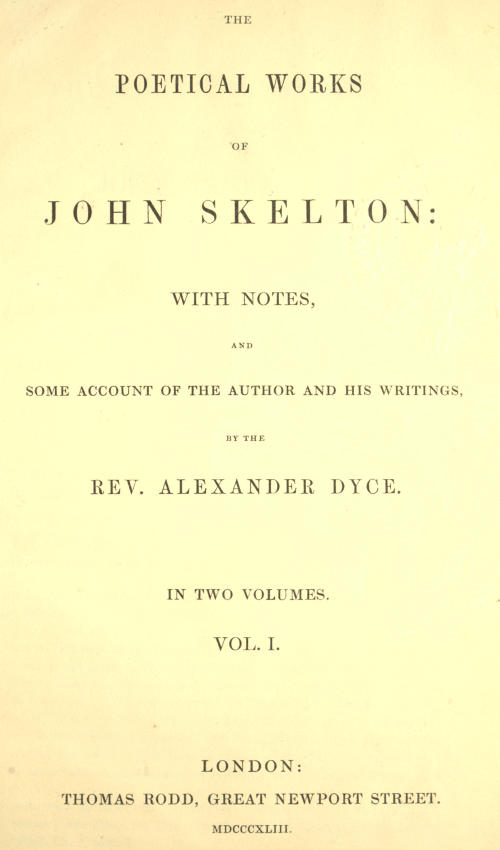 THE
POETICAL WORKS
OF
JOHN SKELTON:
WITH NOTES,
AND
SOME ACCOUNT OF THE AUTHOR AND HIS WRITINGS,
BY THE
REV. ALEXANDER DYCE.
IN TWO VOLUMES.
VOL. I.
LONDON:
THOMAS RODD, GREAT NEWPORT STREET.
MDCCCXLIII.